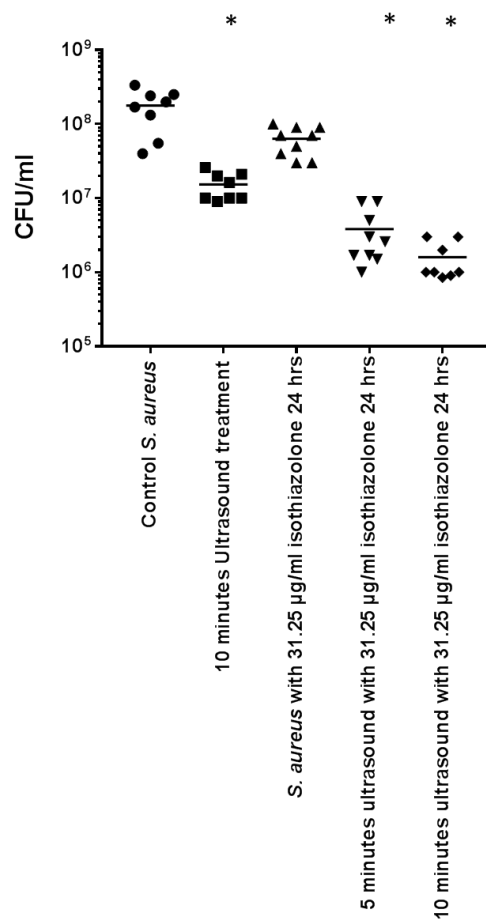 * * *
10⁹
10⁸
10⁷
10⁶
10⁵
CFU/ml
Control S. aureus
10 minutes Ultrasound treatment
S. aureus with 31.25 µg/ml isothiazolone 24 hrs
5 minutes ultrasound with 31.25 µg/ml isothiazolone 24 hrs
10 minutes ultrasound with 31.25 µg/ml isothiazolone 24 hrs